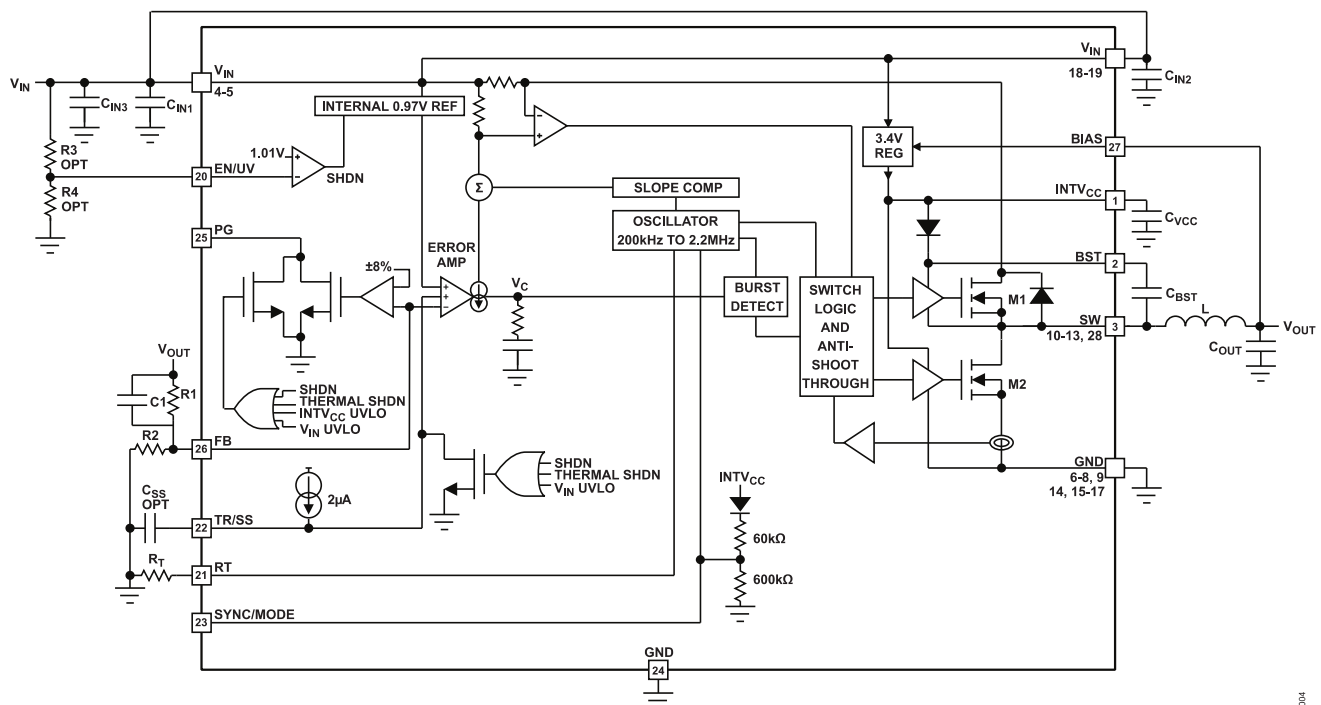 VIN
4-5
VIN
18-19
VIN
CIN3
CIN1
CIN2
INTERNAL 0.97V REF
3.4V
REG
BIAS
27
R3
OPT
1.01V
+
−
SHDN
−
+
20
EN/UV
R4
OPT
Σ
SLOPE COMP
INTVCC
1
CVCC
OSCILLATOR
200kHz TO 2.2MHz
25
PG
ERROR
AMP
±8%
+
+
−
VC
BST
2
BURST
DETECT
SWITCH
LOGIC
AND
ANTI-
SHOOT
THROUGH
M1
CBST
L
SW
3
10-13, 28
VOUT
COUT
VOUT
C1
R1
M2
SHDN
THERMAL SHDN
INTVCC UVLO
VIN UVLO
R2
26
FB
SHDN
THERMAL SHDN
VIN UVLO
GND
6-8, 9
14, 15-17
CSS
OPT
2µA
INTVCC
22
TR/SS
60kΩ
RT
21
RT
600kΩ
23
SYNC/MODE
GND
24
004